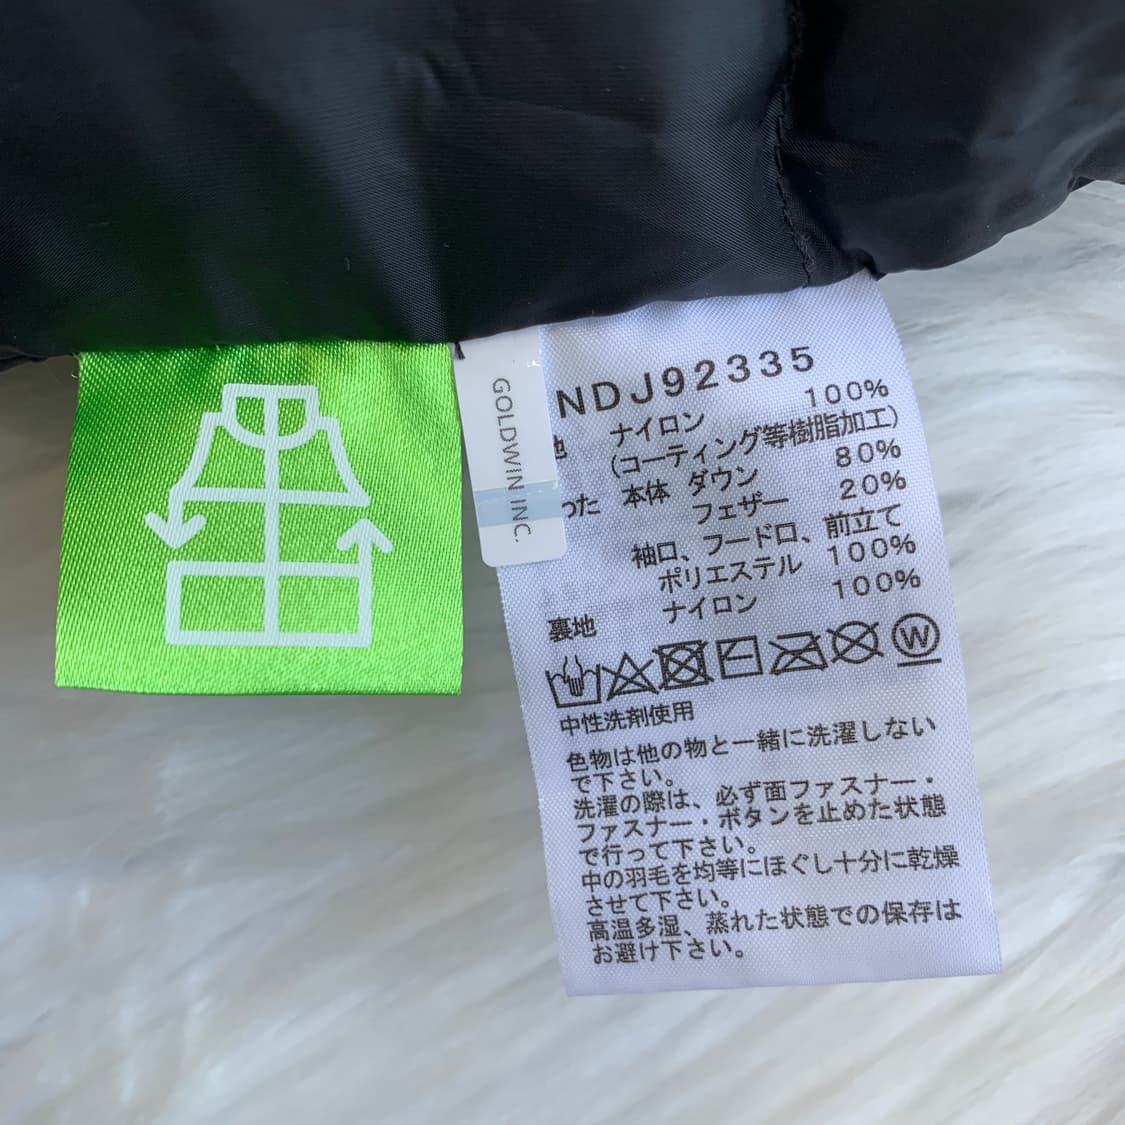 GOLDWIN INC.
NDJ92335
地 ナイロン 100%
(コーティング等樹脂加工)
った 本体 ダウン 80%
フェザー 20%
袖口、フードロ、前立て
ポリエステル 100%
裏地 ナイロン 100%
W
中性洗剤使用
色物は他の物と一緒に洗濯しない
で下さい。
洗濯の際は、必ず面ファスナー・
ファスナー・ボタンを止めた状態
で行って下さい。
中の羽毛を均等にほぐし十分に乾燥
させて下さい。
高温多湿、蒸れた状態での保存は
お避け下さい。